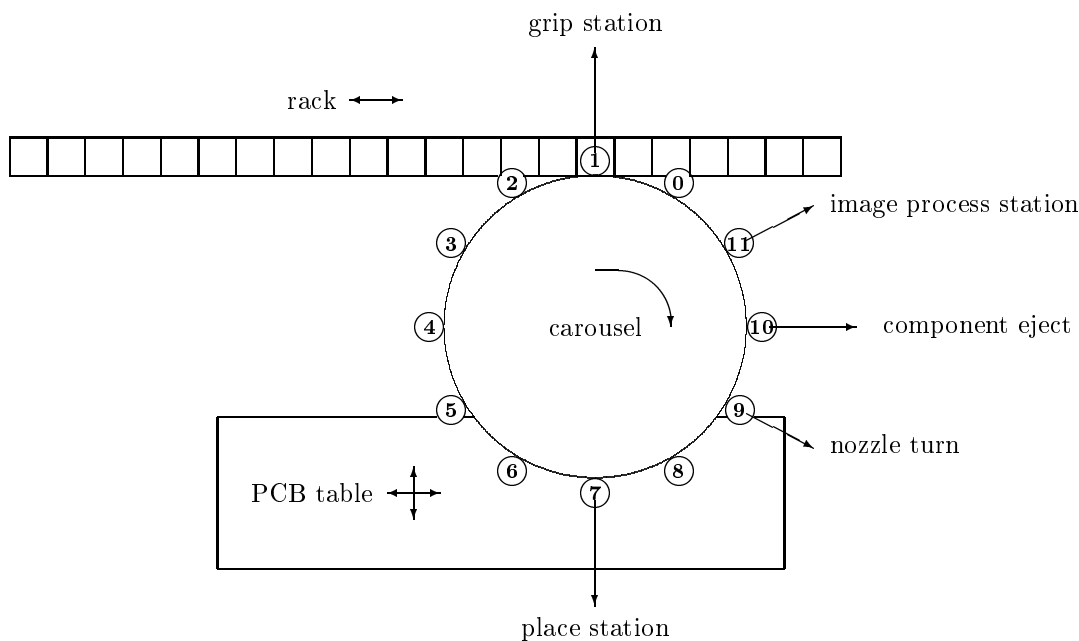 grip station
rack
1
2
0
image process station
3
11
carousel
4
10
component eject
5
9
nozzle turn
6
8
PCB table
7
place station